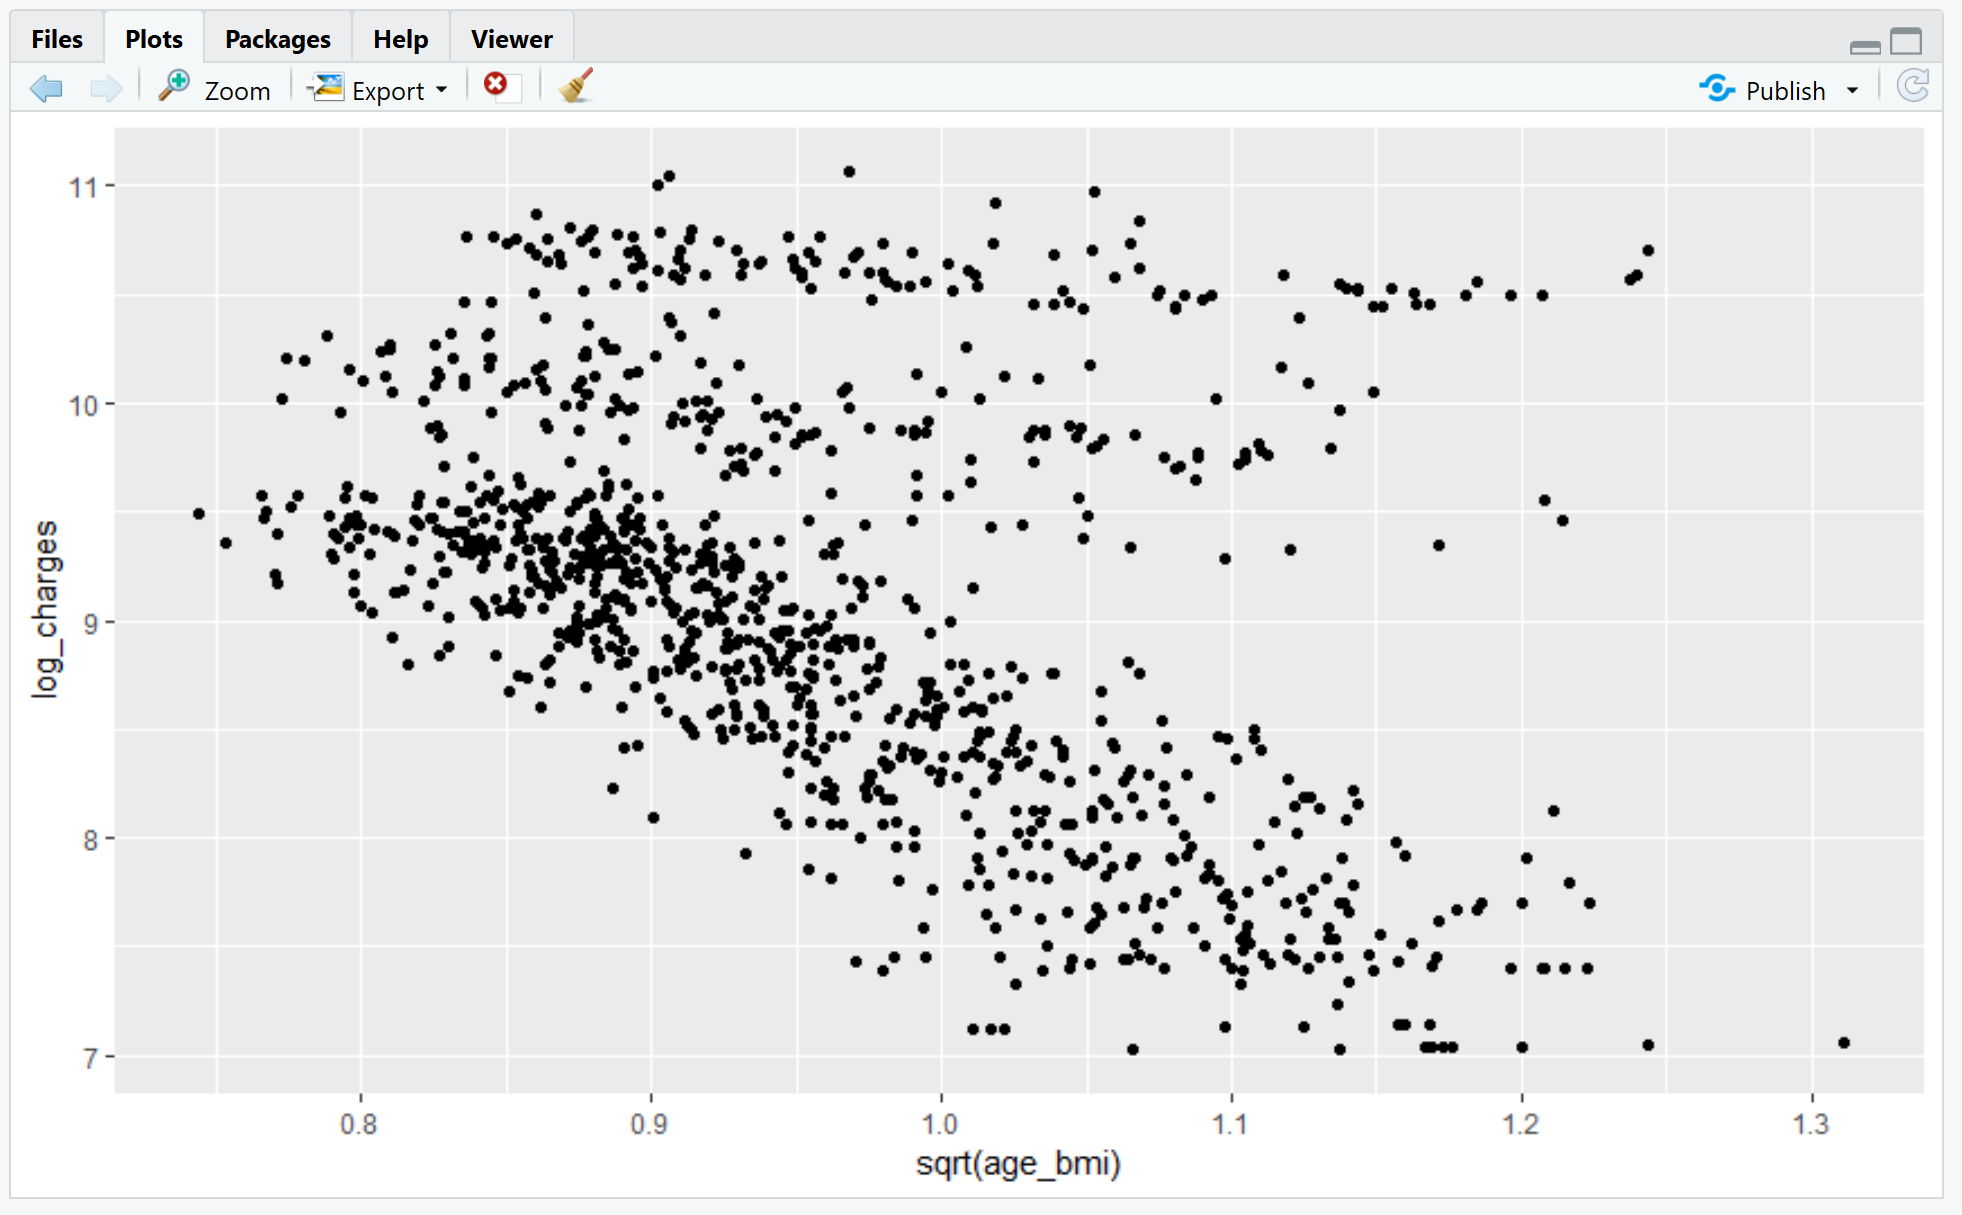 Files Plots Packages Help Viewer
Zoom Export Publish
11
10
9
8
7
log_charges
0.8 0.9 1.0 1.1 1.2 1.3
sqrt(age_bmi)